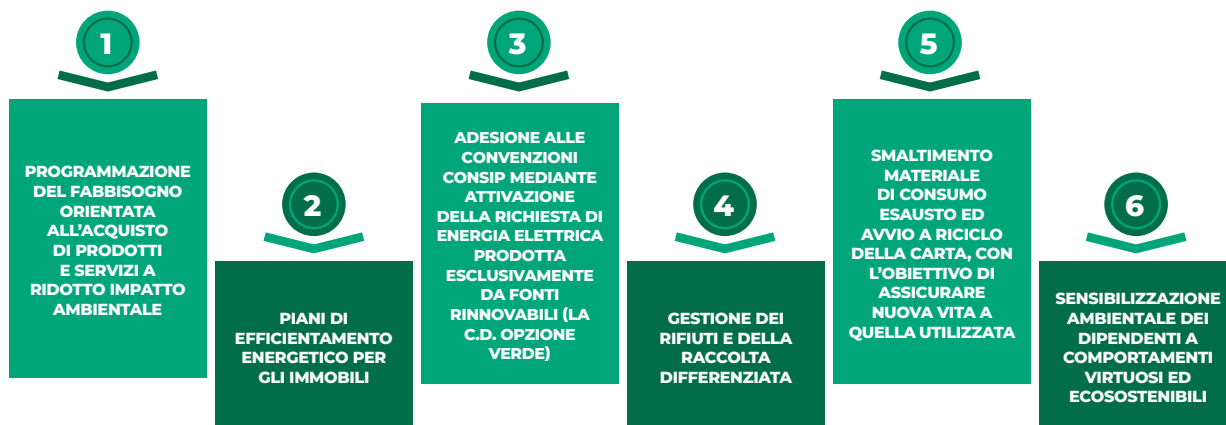 1
PROGRAMMAZIONE
DEL FABBISOGNO
ORIENTATA
ALL'ACQUISTO
DI PRODOTTI
E SERVIZI A
RIDOTTO IMPATTO
AMBIENTALE
2
PIANI DI
EFFICIENTAMENTO
ENERGETICO PER
GLI IMMOBILI
3
ADESIONE ALLE
CONVENZIONI
CONSIP MEDIANTE
ATTIVAZIONE
DELLA RICHIESTA DI
ENERGIA ELETTRICA
PRODOTTA
ESCLUSIVAMENTE
DA FONTI
RINNOVABILI (LA
C.D. OPZIONE
VERDE)
4
GESTIONE DEI
RIFIUTI E DELLA
RACCOLTA
DIFFERENZIATA
5
SMALTIMENTO
MATERIALE
DI CONSUMO
ESAUSTO ED
AVVIO A RICICLO
DELLA CARTA, CON
L'OBIETTIVO DI
ASSICURARE
NUOVA VITA A
QUELLA UTILIZZATA
6
SENSIBILIZZAZIONE
AMBIENTALE DEI
DIPENDENTI A
COMPORTAMENTI
VIRTUOSI ED
ECOSOSTENIBILI